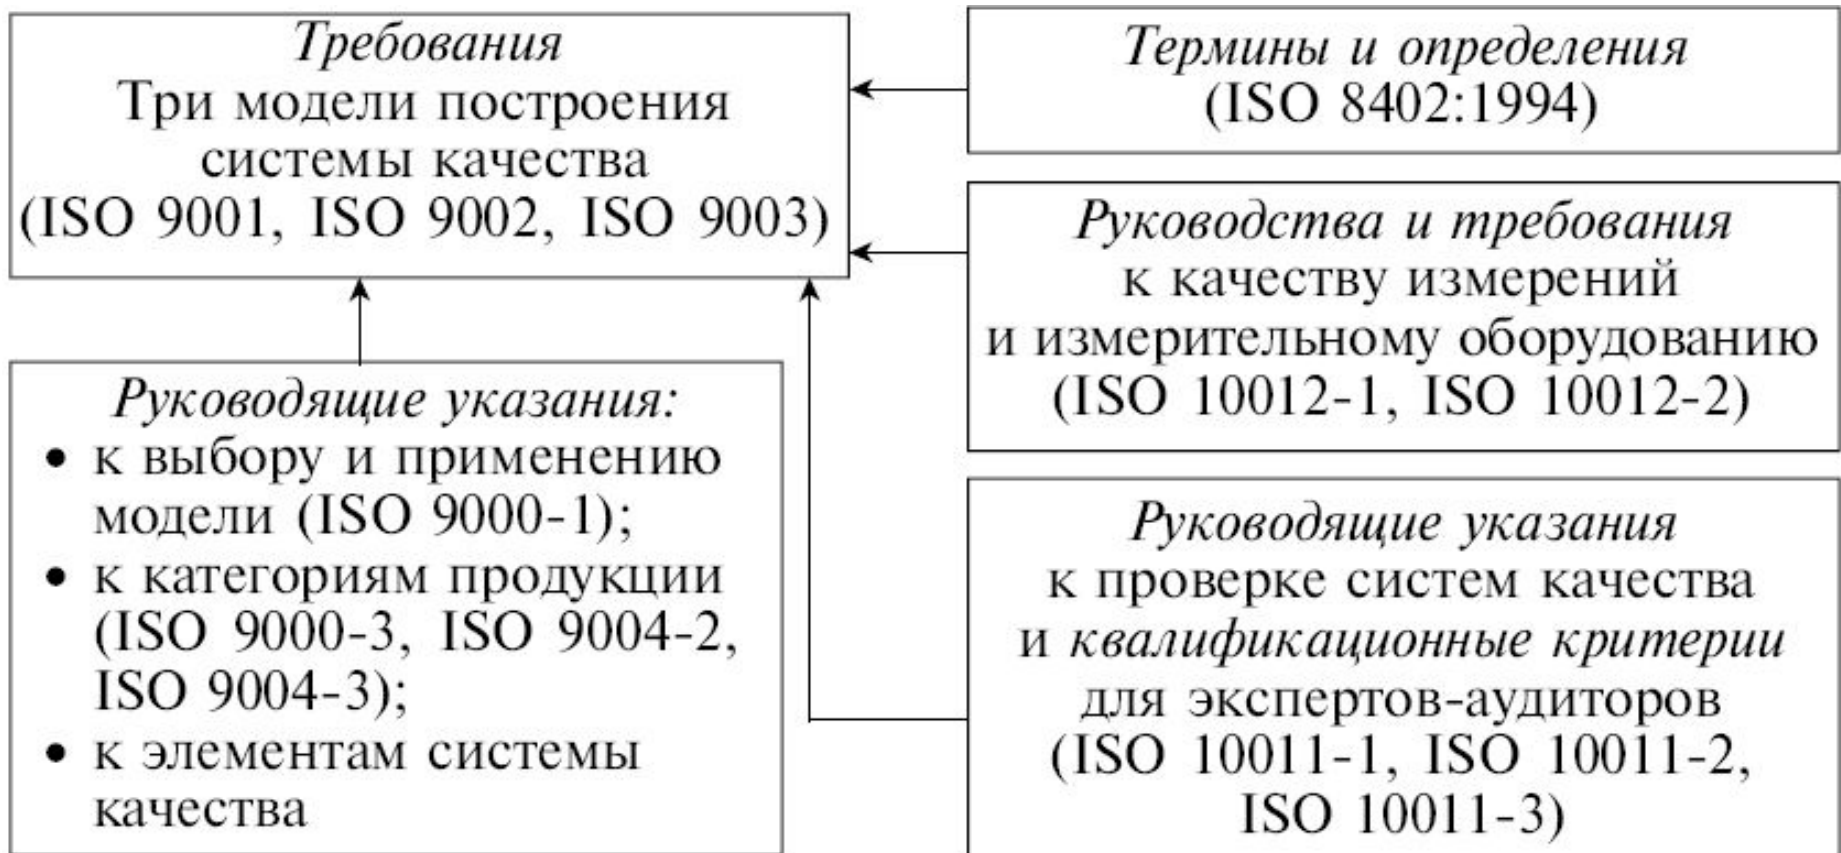 Требования
Три модели построения
системы качества
(ISO 9001, ISO 9002, ISO 9003)
Термины и определения
(ISO 8402:1994)
Руководства и требования
к качеству измерений
и измерительному оборудованию
(ISO 10012-1, ISO 10012-2)
Руководящие указания:
• к выбору и применению
модели (ISO 9000-1);
• к категориям продукции
(ISO 9000-3, ISO 9004-2,
ISO 9004-3);
• к элементам системы
качества
Руководящие указания
к проверке систем качества
и квалификационные критерии
для экспертов-аудиторов
(ISO 10011-1, ISO 10011-2,
ISO 10011-3)